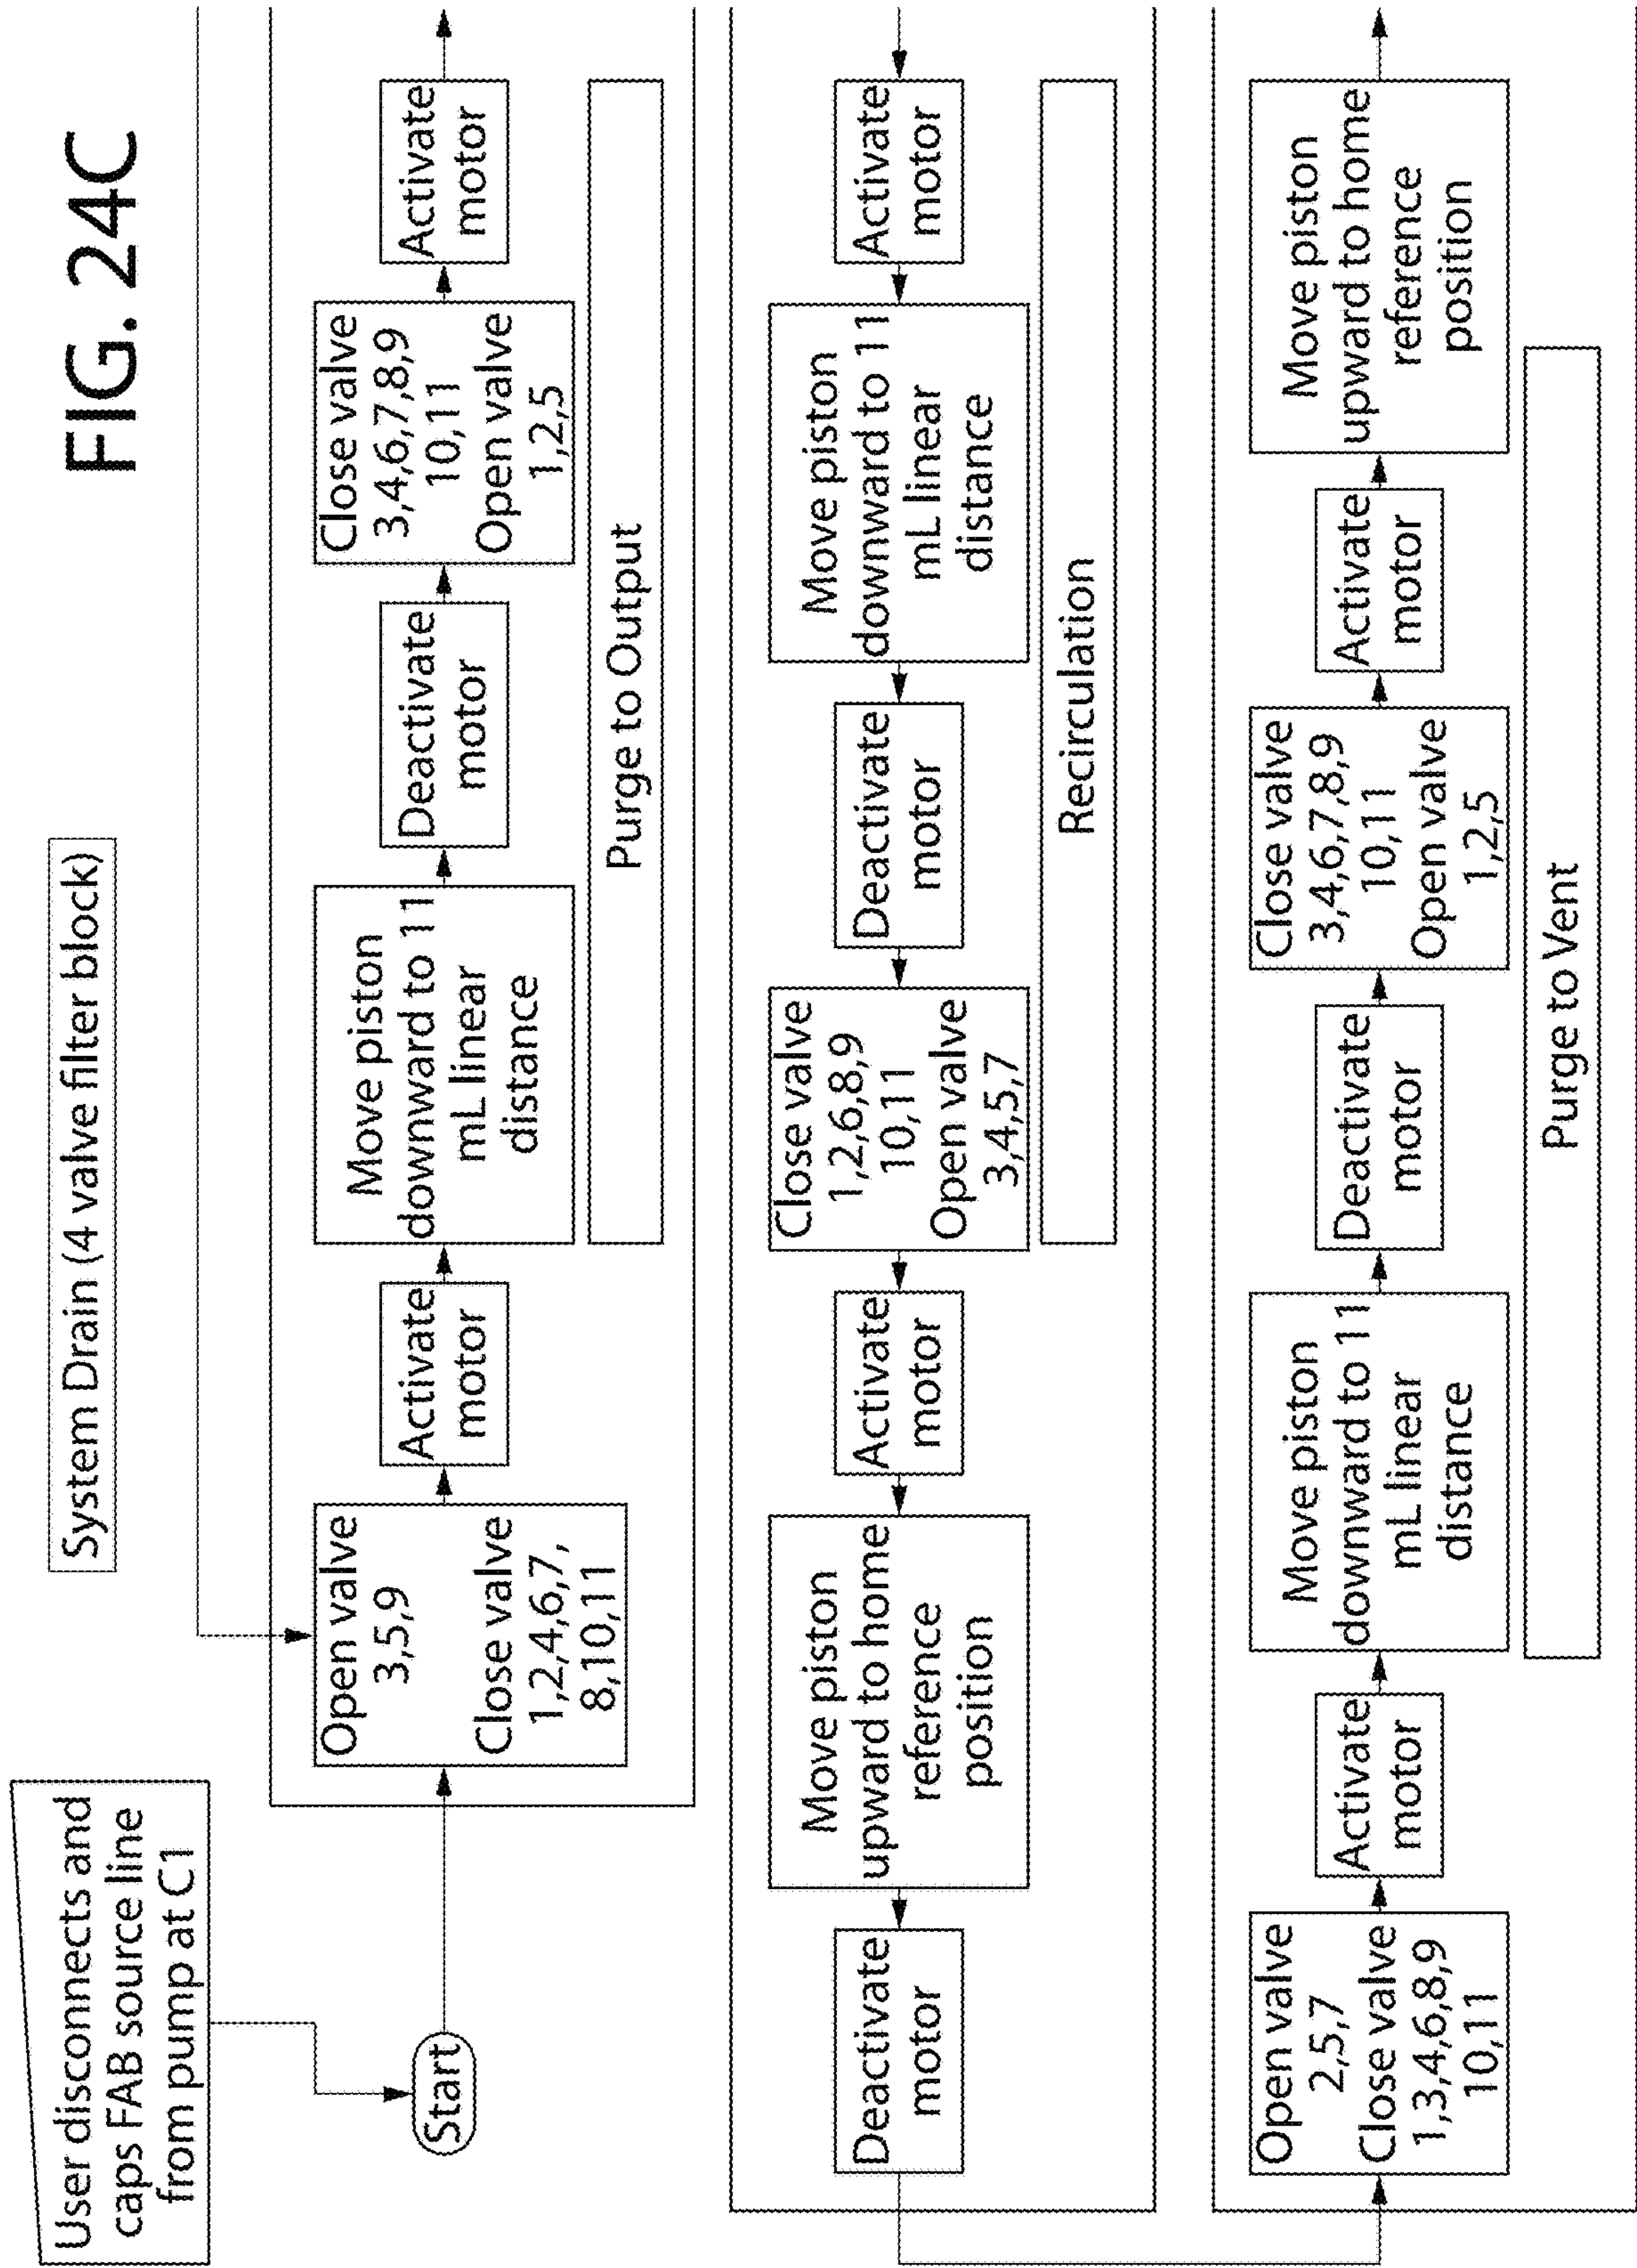 FIG. 24C
System Drain (4 valve filter block)
User disconnects and
caps FAB source line
from pump at C1
Start
Open valve
3,5,9
Close valve
1,2,4,6,7,
8,10,11
Activate
motor
Move piston
downward to 11
mL linear
distance
Deactivate
motor
Close valve
3,4,6,7,8,9
10,11
Open valve
1,2,5
Activate
motor
Purge to Output
Activate
motor
Move piston
downward to 11
mL linear
distance
Deactivate
motor
Close valve
1,2,6,8,9
10,11
Open valve
3,4,5,7
Activate
motor
Move piston
upward to home
reference
position
Deactivate
motor
Recirculation
Open valve
2,5,7
Close valve
1,3,4,6,8,9
10,11
Activate
motor
Move piston
downward to 11
mL linear
distance
Deactivate
motor
Close valve
3,4,6,7,8,9
10,11
Open valve
1,2,5
Activate
motor
Move piston
upward to home
reference
position
Purge to Vent